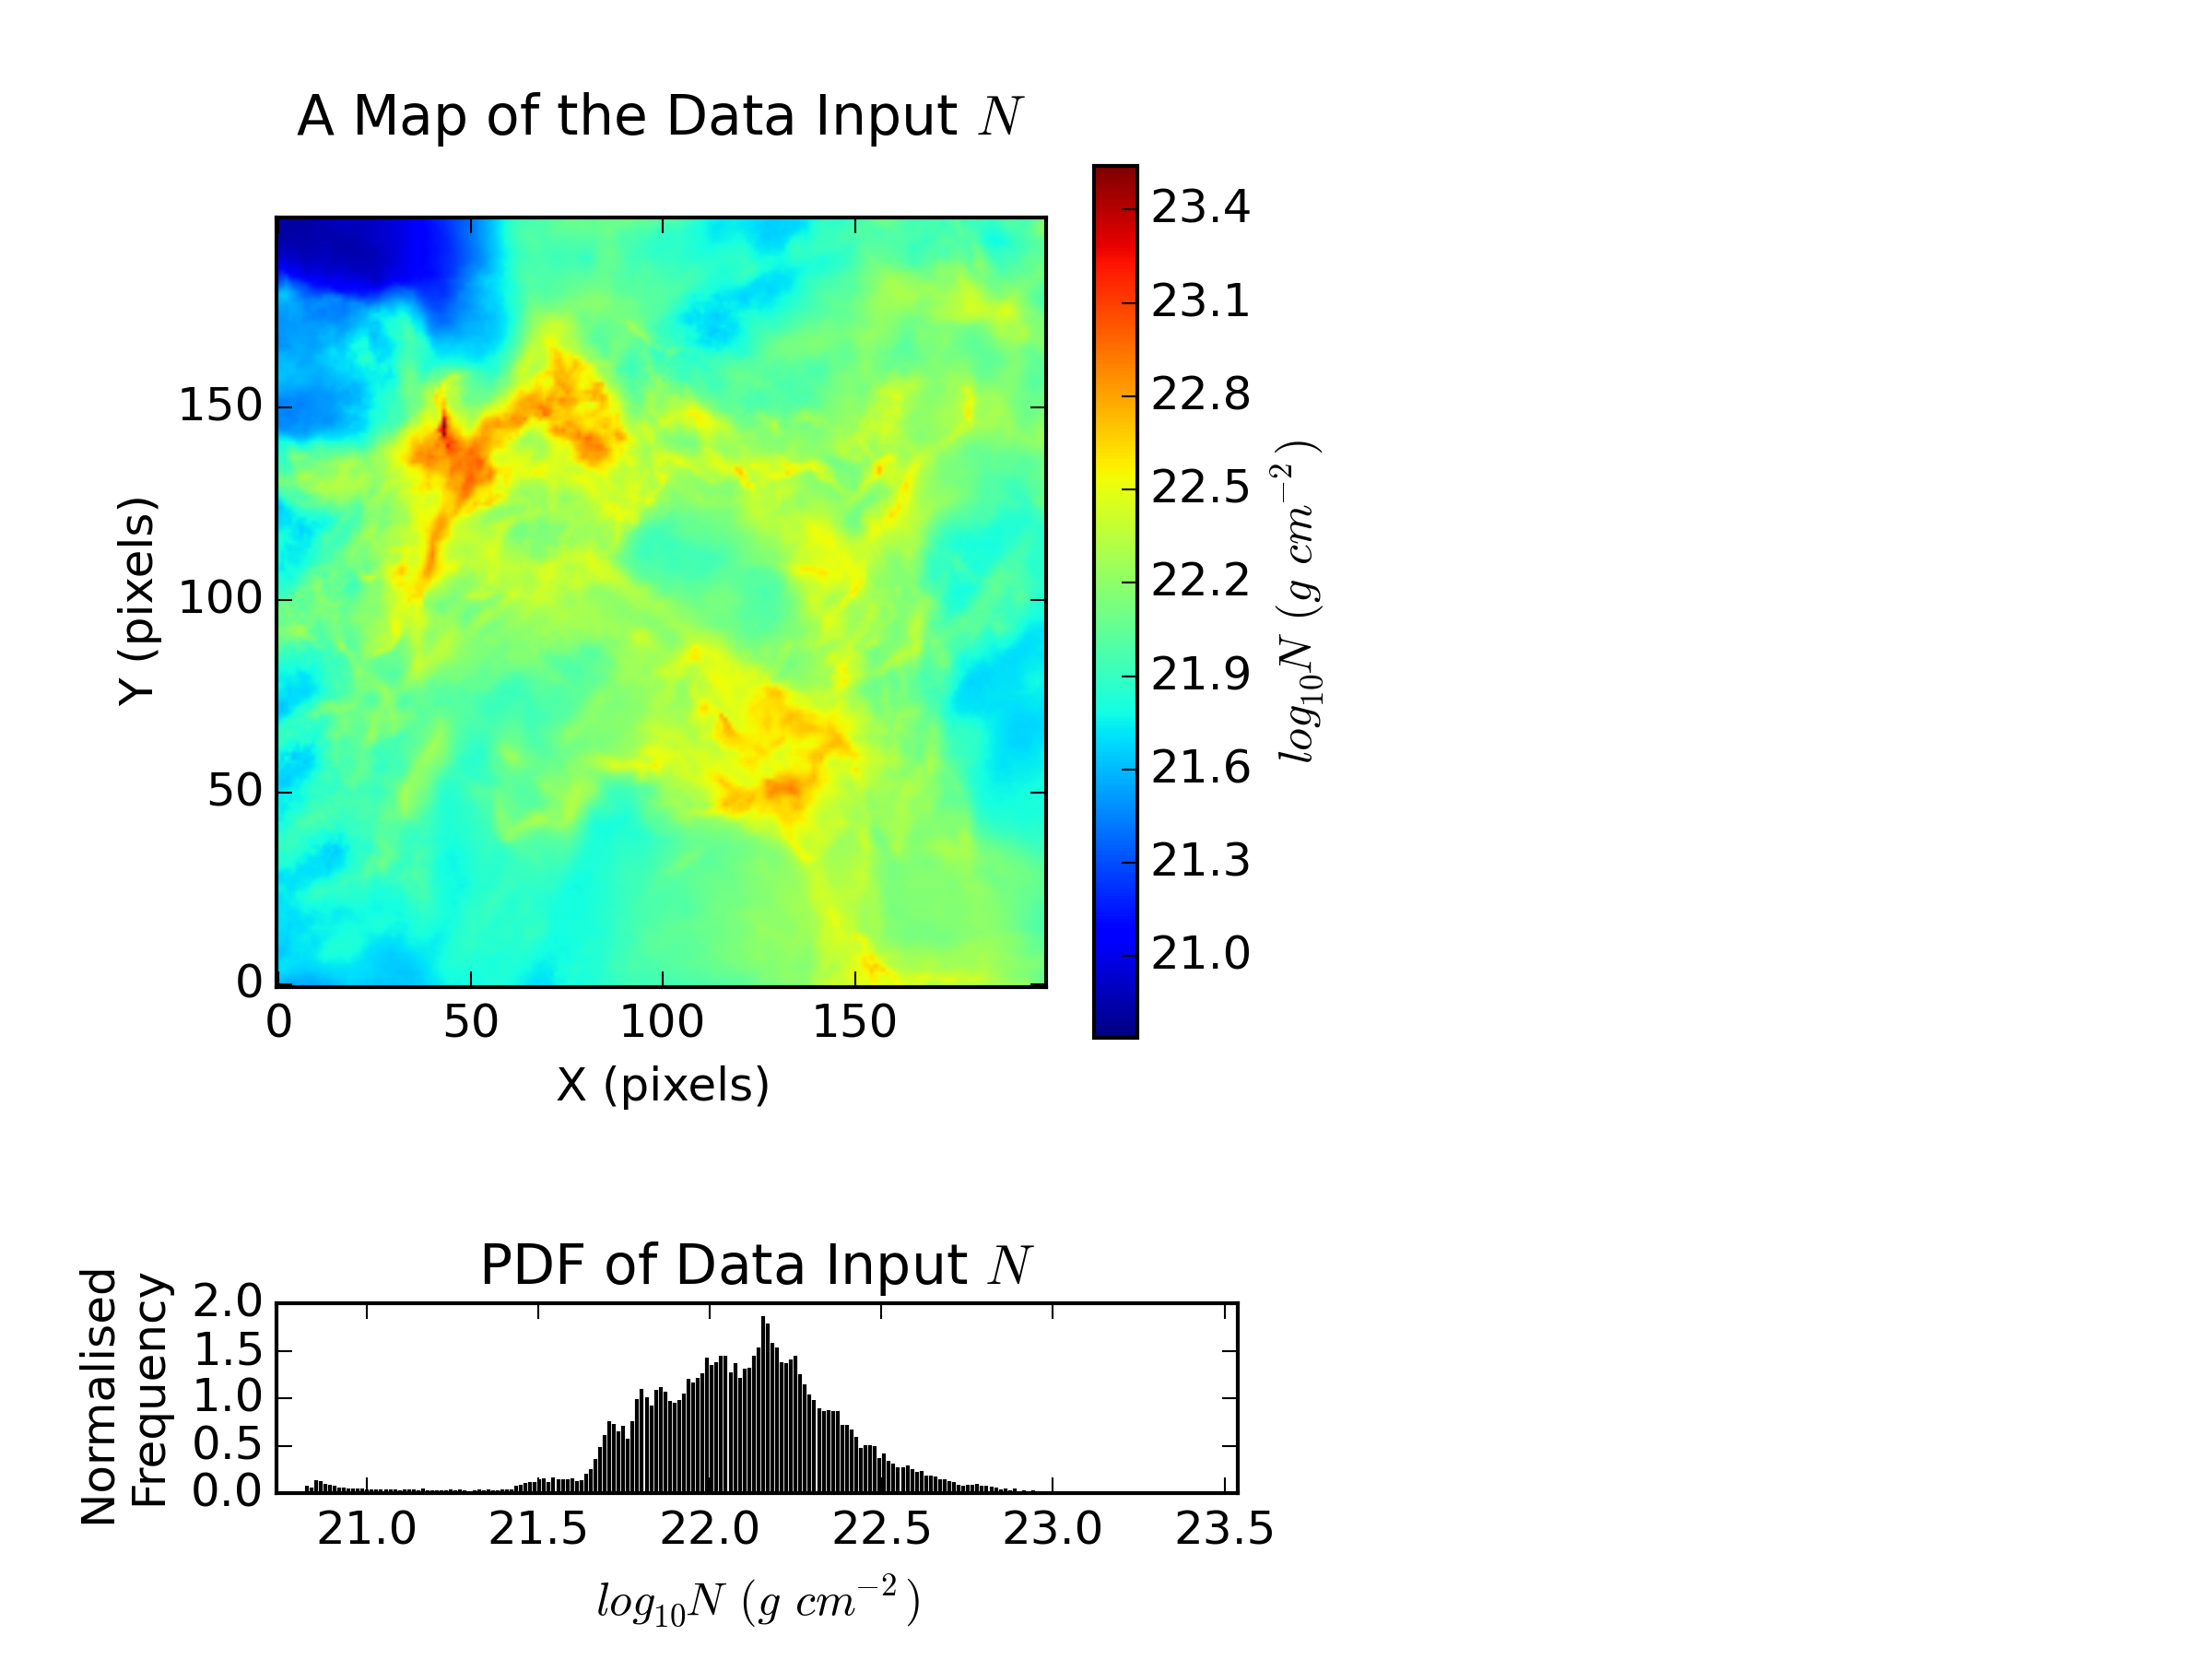 A Map of the Data Input N
23.4
23.1
22.8
22.5
22.2
21.9
21.6
21.3
21.0
log₁₀N (g cm⁻²)
Y (pixels)
150
100
50
0
0 50 100 150
X (pixels)
PDF of Data Input N
Normalised
Frequency
2.0
1.5
1.0
0.5
0.0
21.0 21.5 22.0 22.5 23.0 23.5
log₁₀N (g cm⁻²)